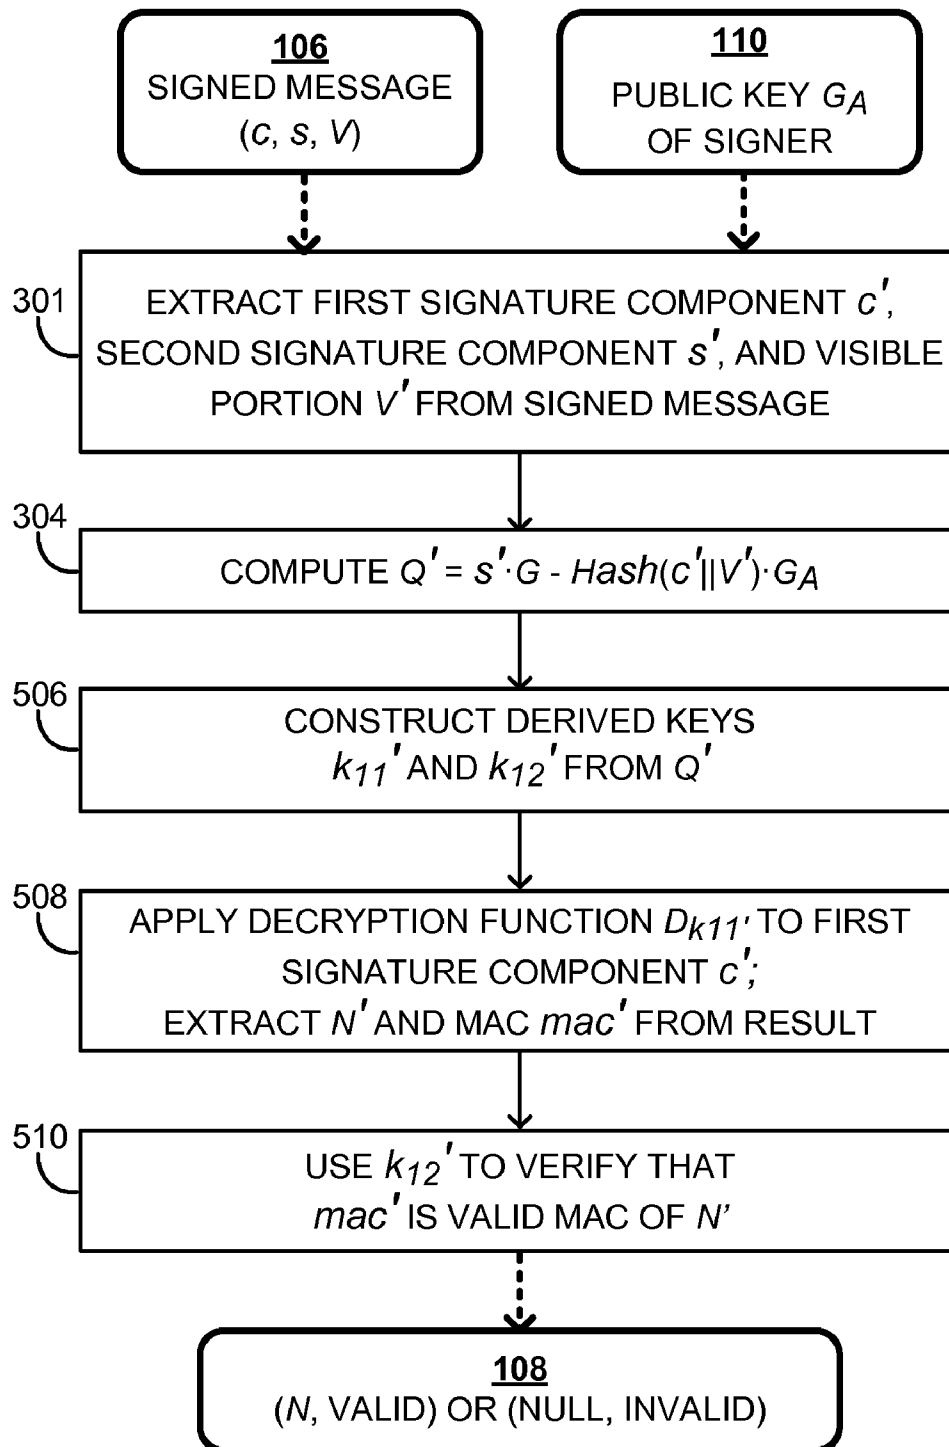 106
SIGNED MESSAGE
(c, s, V)
110
PUBLIC KEY G_A
OF SIGNER
301
EXTRACT FIRST SIGNATURE COMPONENT c',
SECOND SIGNATURE COMPONENT s', AND VISIBLE
PORTION V' FROM SIGNED MESSAGE
304
COMPUTE Q' = s'·G - Hash(c'||V')·G_A
506
CONSTRUCT DERIVED KEYS
k_11' AND k_12' FROM Q'
508
APPLY DECRYPTION FUNCTION D_k11' TO FIRST
SIGNATURE COMPONENT c';
EXTRACT N' AND MAC mac' FROM RESULT
510
USE k_12' TO VERIFY THAT
mac' IS VALID MAC OF N'
108
(N, VALID) OR (NULL, INVALID)